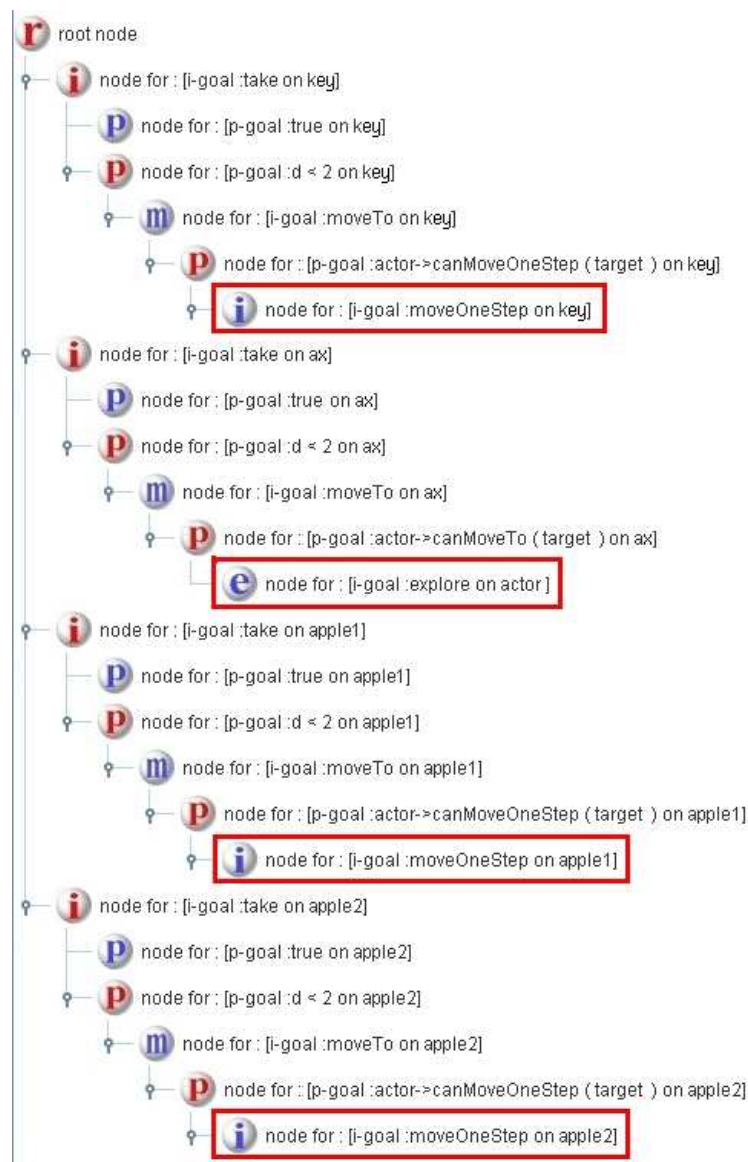 r root node
i node for : [i-goal :take on key]
p node for : [p-goal :true on key]
p node for : [p-goal :d < 2 on key]
m node for : [i-goal :moveTo on key]
p node for : [p-goal :actor->canMoveOneStep ( target ) on key]
i node for : [i-goal :moveOneStep on key]
i node for : [i-goal :take on ax]
p node for : [p-goal :true on ax]
p node for : [p-goal :d < 2 on ax]
m node for : [i-goal :moveTo on ax]
p node for : [p-goal :actor->canMoveTo ( target ) on ax]
e node for : [i-goal :explore on actor ]
i node for : [i-goal :take on apple1]
p node for : [p-goal :true on apple1]
p node for : [p-goal :d < 2 on apple1]
m node for : [i-goal :moveTo on apple1]
p node for : [p-goal :actor->canMoveOneStep ( target ) on apple1]
i node for : [i-goal :moveOneStep on apple1]
i node for : [i-goal :take on apple2]
p node for : [p-goal :true on apple2]
p node for : [p-goal :d < 2 on apple2]
m node for : [i-goal :moveTo on apple2]
p node for : [p-goal :actor->canMoveOneStep ( target ) on apple2]
i node for : [i-goal :moveOneStep on apple2]